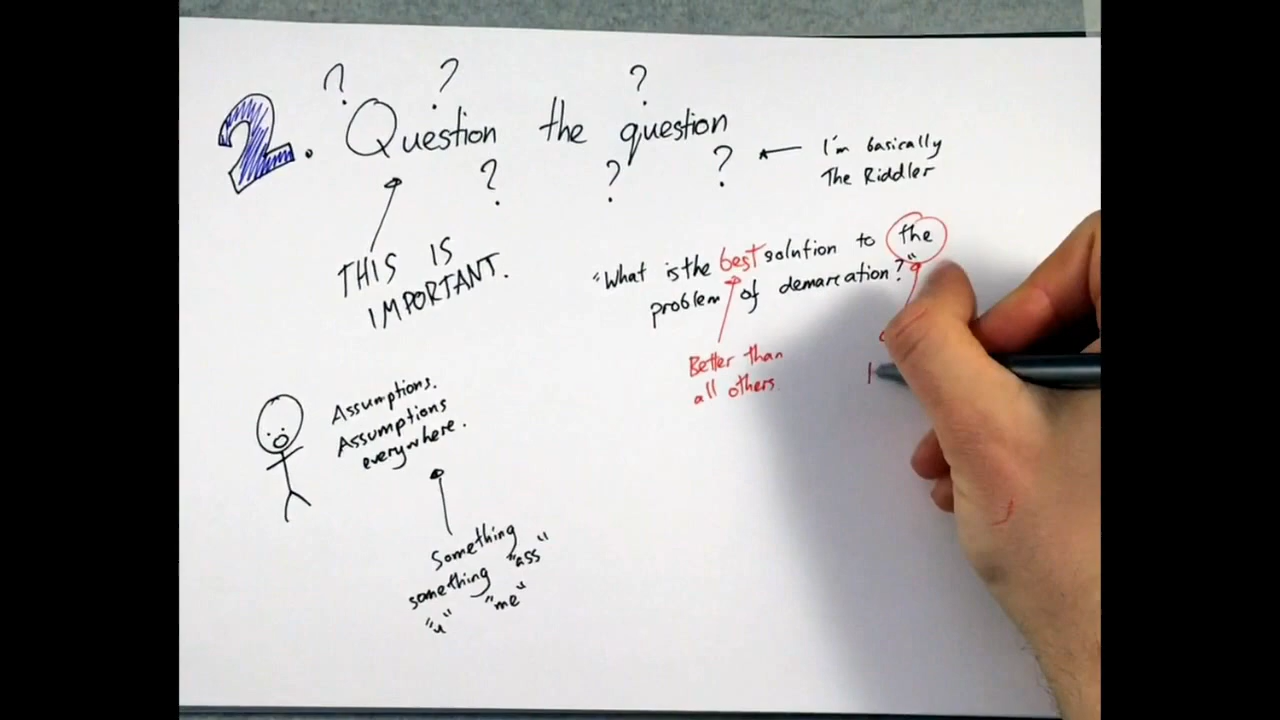 ? ? ?
2. Question the question
? ? ?
I'm basically
The Riddler
THIS IS
IMPORTANT.
"What is the best solution to the
problem of demarcation?"
Better than
all others.
Assumptions.
Assumptions
everywhere.
Something
something "ass"
"u" "me"